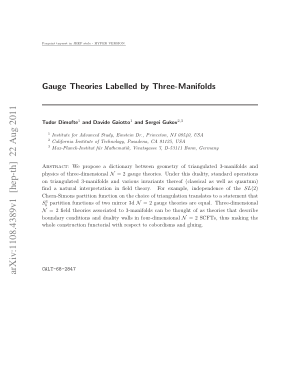 Preprint typeset in JHEP style - HYPER VERSION
Gauge Theories Labelled by Three-Manifolds
Tudor Dimofte¹ and Davide Gaiotto¹ and Sergei Gukov²,³
¹ Institute for Advanced Study, Einstein Dr., Princeton, NJ 08540, USA
² California Institute of Technology, Pasadena, CA 91125, USA
³ Max-Planck-Institut für Mathematik, Vivatsgasse 7, D-53111 Bonn, Germany
Abstract: We propose a dictionary between geometry of triangulated 3-manifolds and
physics of three-dimensional N = 2 gauge theories. Under this duality, standard operations
on triangulated 3-manifolds and various invariants thereof (classical as well as quantum)
find a natural interpretation in field theory. For example, independence of the SL(2)
Chern-Simons partition function on the choice of triangulation translates to a statement that
S³b partition functions of two mirror 3d N = 2 gauge theories are equal. Three-dimensional
N = 2 field theories associated to 3-manifolds can be thought of as theories that describe
boundary conditions and duality walls in four-dimensional N = 2 SCFTs, thus making the
whole construction functorial with respect to cobordisms and gluing.
CALT-68-2847
arXiv:1108.4389v1 [hep-th] 22 Aug 2011